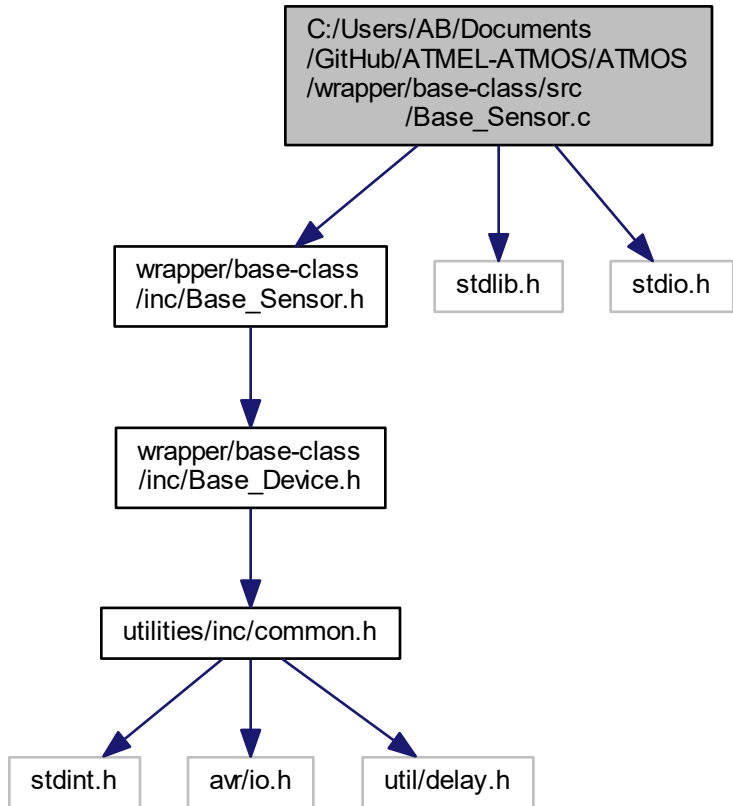 C:/Users/AB/Documents
/GitHub/ATMEL-ATMOS/ATMOS
/wrapper/base-class/src
/Base_Sensor.c
wrapper/base-class
/inc/Base_Sensor.h
stdlib.h
stdio.h
wrapper/base-class
/inc/Base_Device.h
utilities/inc/common.h
stdint.h
avr/io.h
util/delay.h